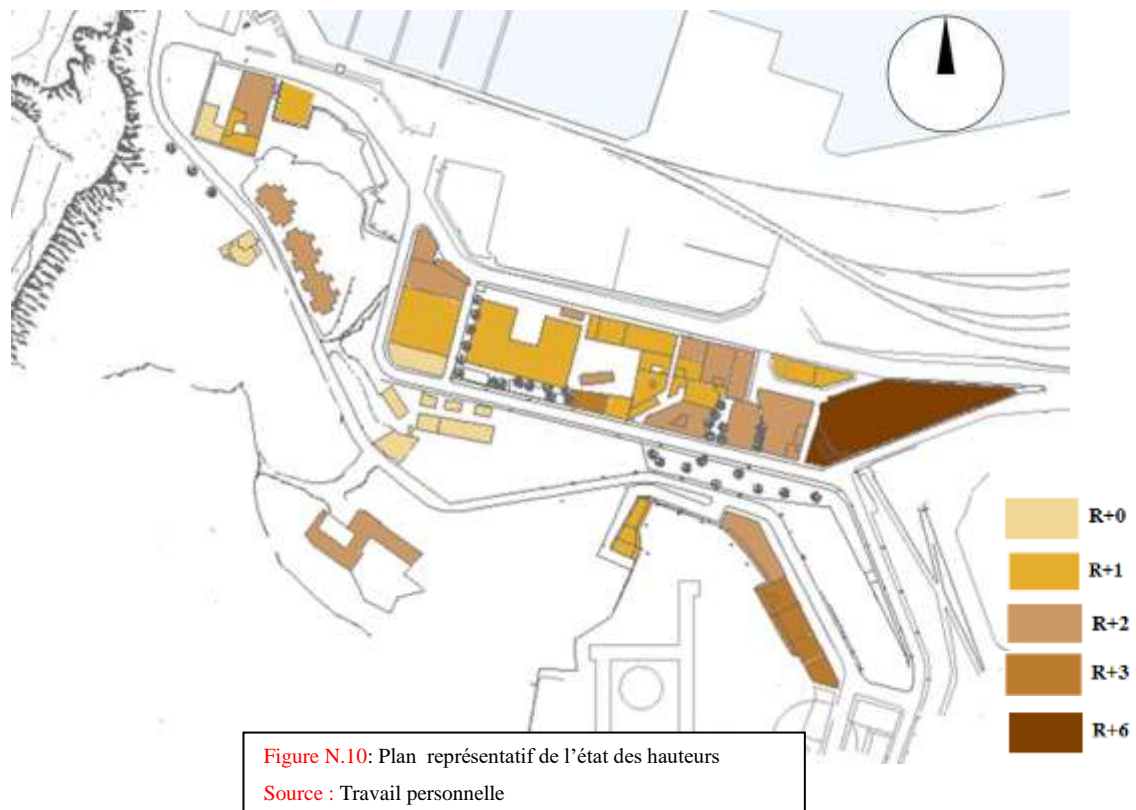 R+0
R+1
R+2
R+3
R+6
Figure N.10: Plan représentatif de l’état des hauteurs
Source : Travail personnelle